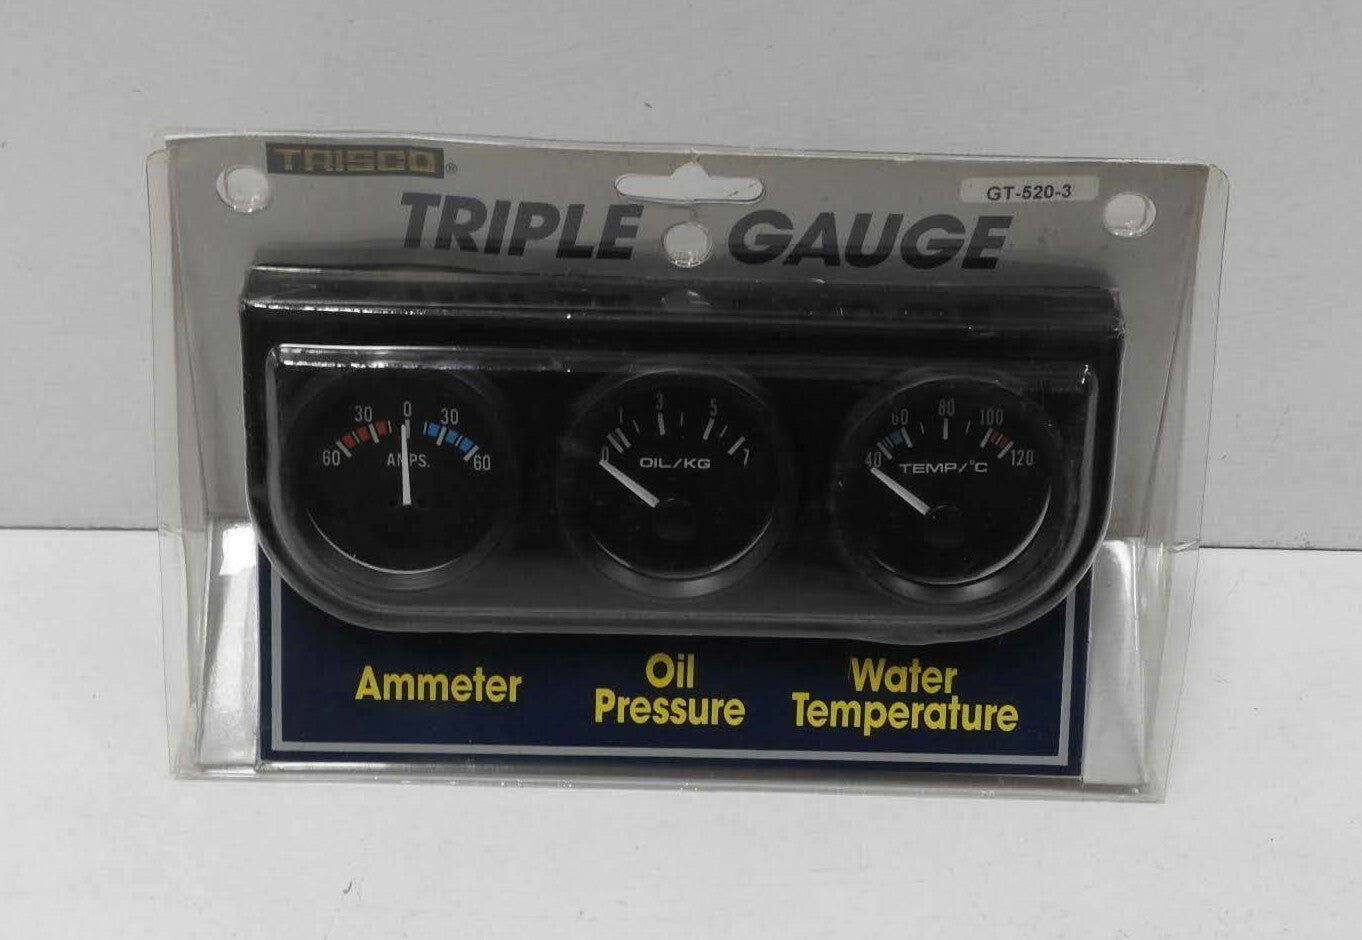 TRISCO®
GT-520-3
TRIPLE GAUGE
60 30 0 30 60
AMPS.
0 1 3 5 7
OIL/KG
40 60 80 100 120
TEMP/°C
Ammeter
Oil
Pressure
Water
Temperature